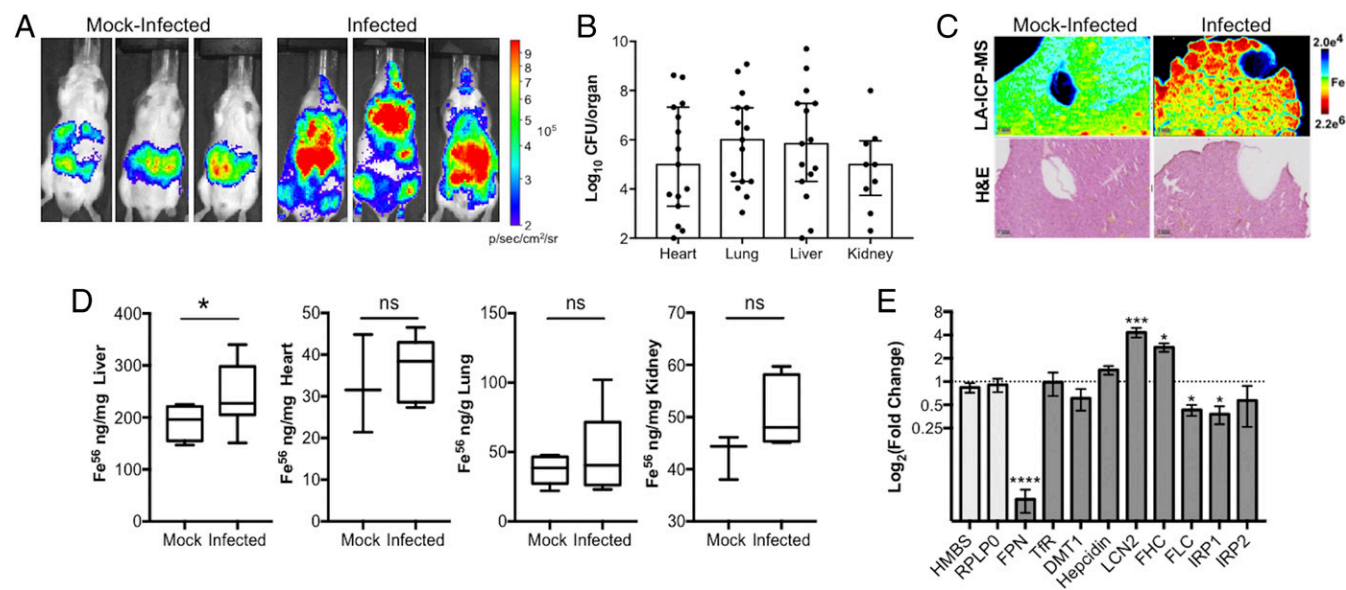 A
Mock-Infected
Infected
9
8
7
6
5
10⁵
4
3
2
p/sec/cm²/sr
B
Log₁₀ CFU/organ
10
8
6
4
2
Heart Lung Liver Kidney
C
Mock-Infected Infected
LA-ICP-MS
H&E
2.0e⁴
Fe
2.2e⁶
D
Fe⁵⁶ ng/mg Liver
400
300
200
100
0
*
Mock Infected
Fe⁵⁶ ng/mg Heart
50
40
30
20
10
0
ns
Mock Infected
Fe⁵⁶ ng/g Lung
150
100
50
0
ns
Mock Infected
Fe⁵⁶ ng/mg Kidney
70
60
50
40
30
ns
Mock Infected
E
Log₂(Fold Change)
8
4
2
1
0.5
0.25
****
***
*
*
*
HMBS
RPLP0
FPN
TfR
DMT1
Hepcidin
LCN2
FHC
FLC
IRP1
IRP2